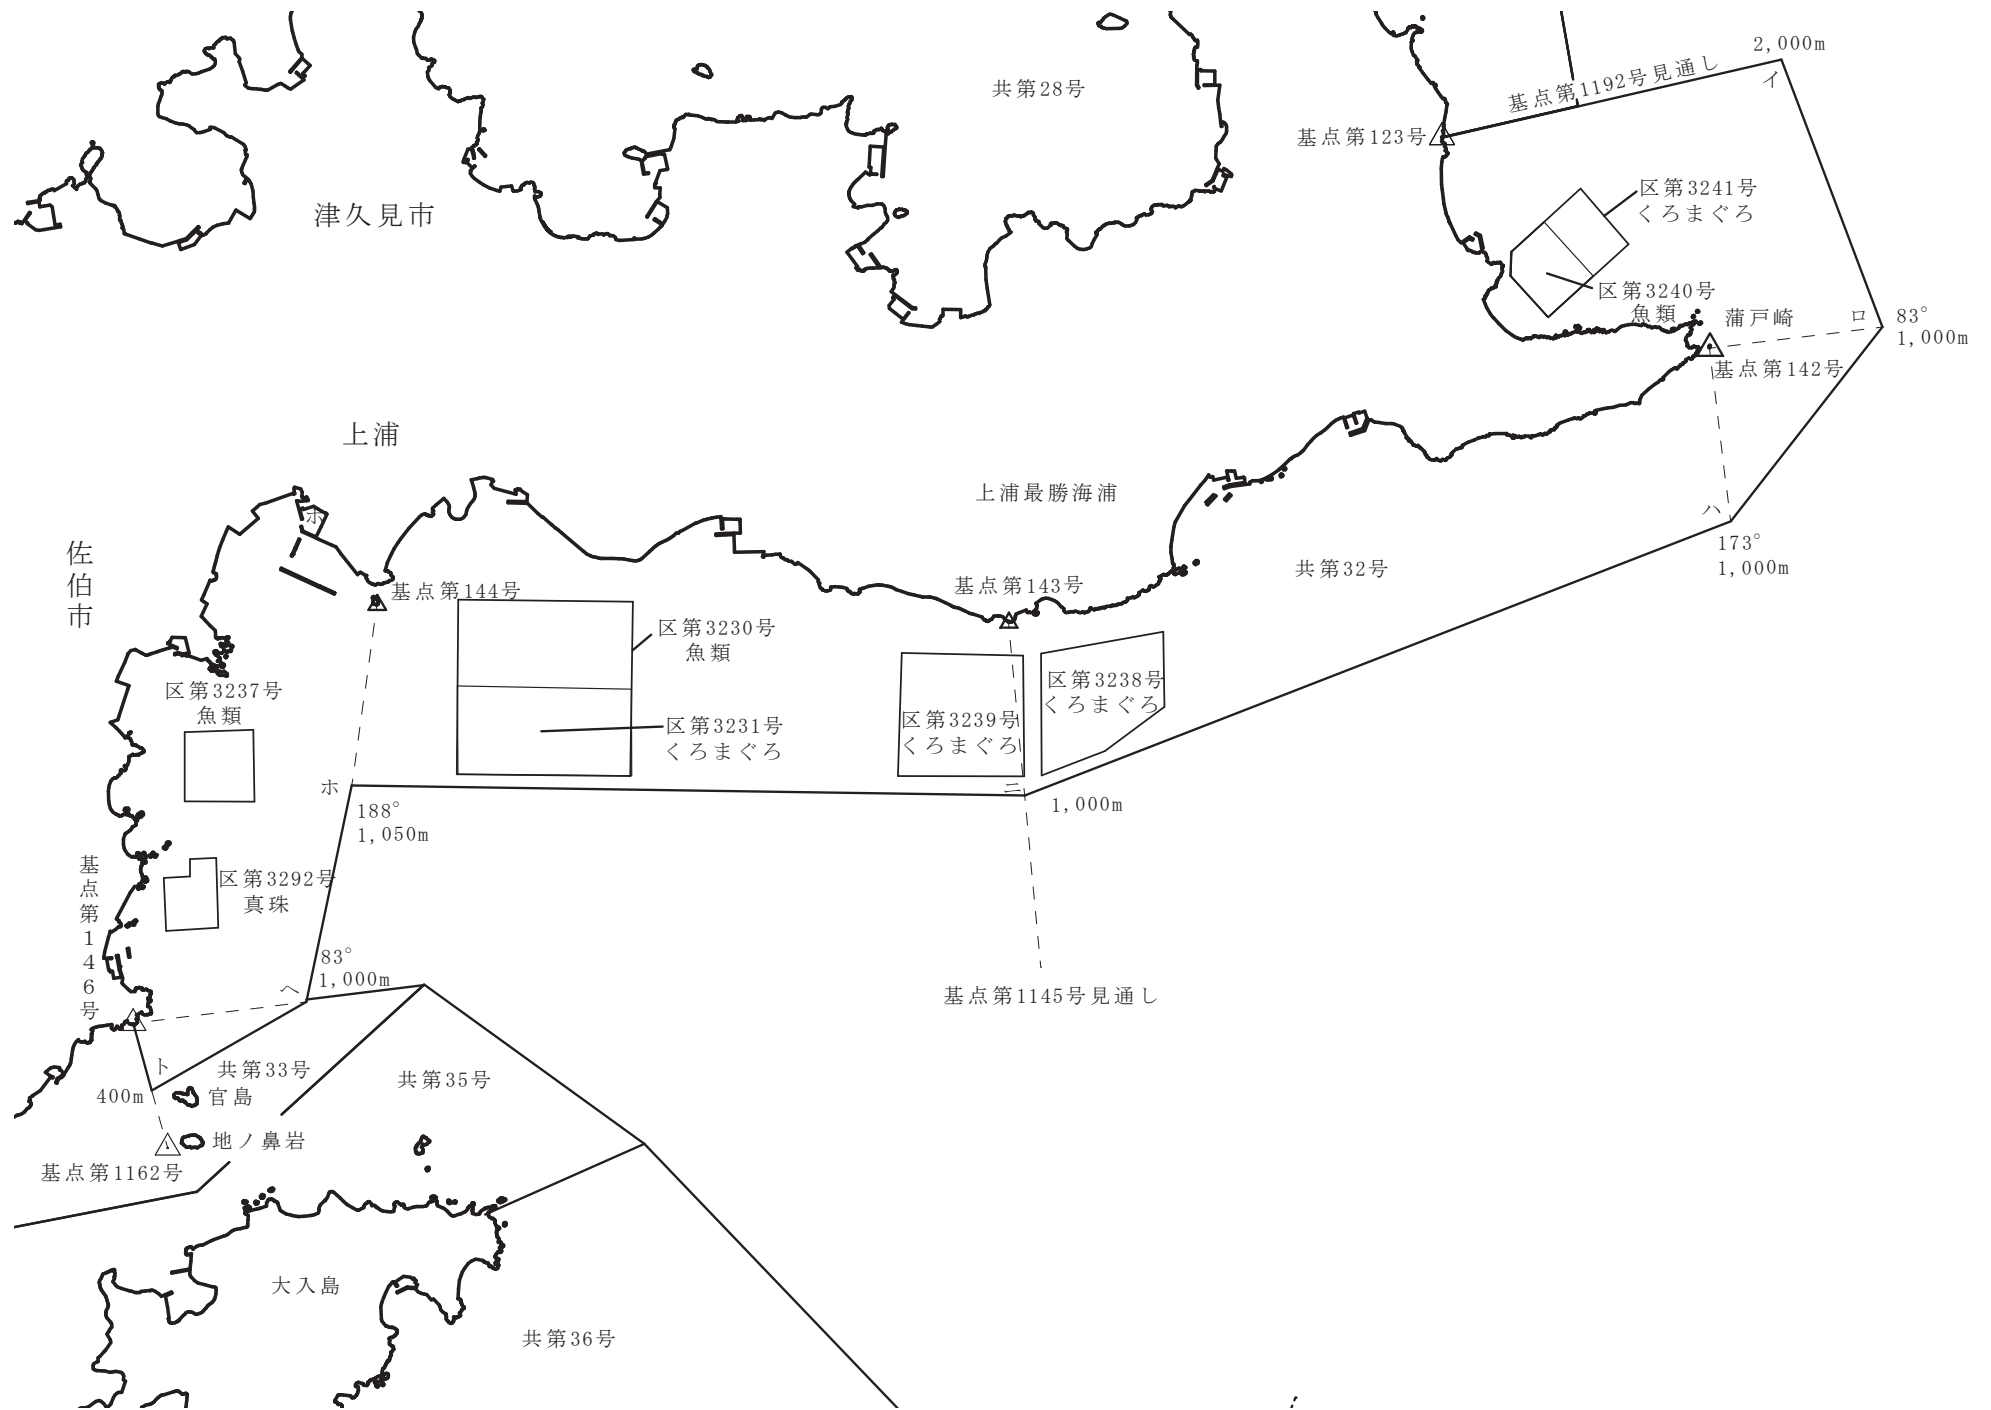 2,000m
基点第1192号見通し
イ
共第28号
基点第123号
区第3241号
くろまぐろ
津久見市
区第3240号
魚類
蒲戸崎
ロ
83°
1,000m
基点第142号
上浦
上浦最勝海浦
ハ
173°
1,000m
ホ
佐伯市
共第32号
基点第143号
基点第144号
区第3230号
魚類
区第3237号
魚類
区第3238号
くろまぐろ
区第3239号
くろまぐろ
区第3231号
くろまぐろ
ホ
188°
1,050m
ニ
1,000m
基点第146号
区第3292号
真珠
83°
1,000m
ヘ
基点第1145号見通し
ト
共第33号
共第35号
400m
官島
地ノ鼻岩
基点第1162号
大入島
共第36号